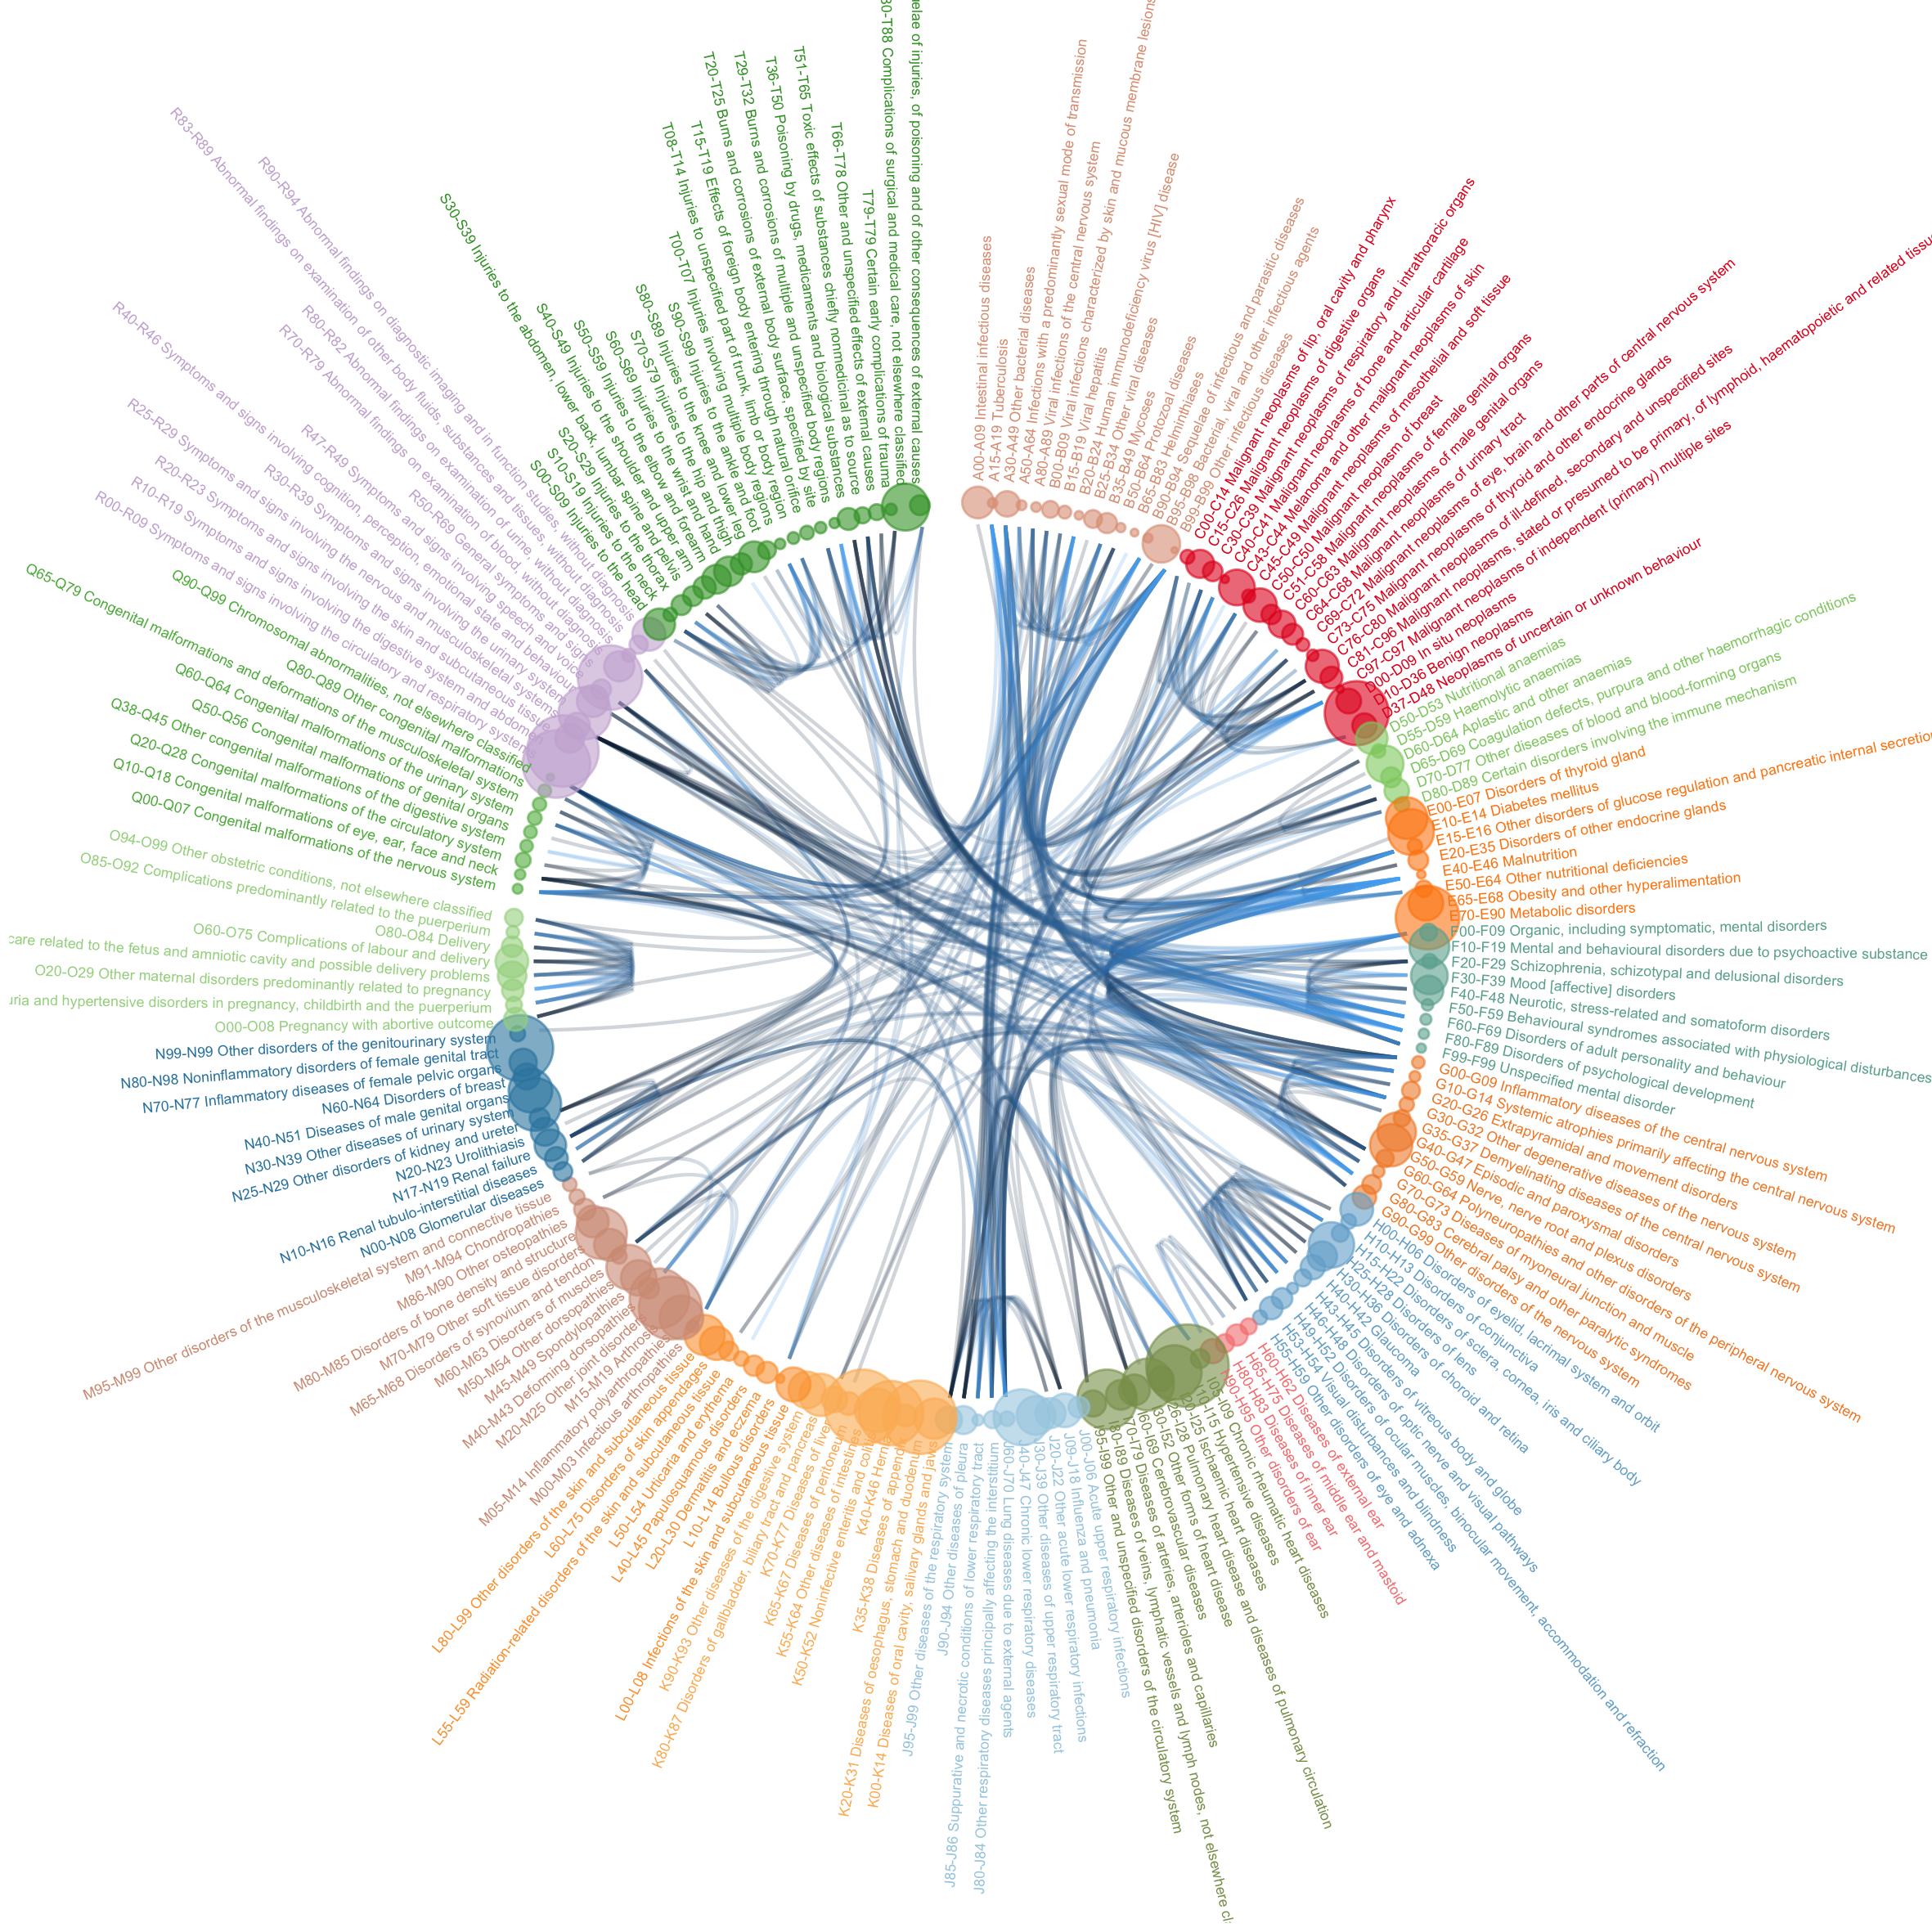 A00-A09 Intestinal infectious diseases
A15-A19 Tuberculosis
A30-A49 Other bacterial diseases
A50-A64 Infections with a predominantly sexual mode of transmission
A80-A89 Viral infections of the central nervous system
B00-B09 Viral infections characterized by skin and mucous membrane lesions
B15-B19 Viral hepatitis
B20-B24 Human immunodeficiency virus [HIV] disease
B25-B34 Other viral diseases
B35-B49 Mycoses
B50-B64 Protozoal diseases
B65-B83 Helminthiases
B90-B94 Sequelae of infectious and parasitic diseases
B95-B98 Bacterial, viral and other infectious agents
B99-B99 Other infectious diseases
C00-C14 Malignant neoplasms of lip, oral cavity and pharynx
C15-C26 Malignant neoplasms of digestive organs
C30-C39 Malignant neoplasms of respiratory and intrathoracic organs
C40-C41 Malignant neoplasms of bone and articular cartilage
C43-C44 Melanoma and other malignant neoplasms of skin
C45-C49 Malignant neoplasms of mesothelial and soft tissue
C50-C50 Malignant neoplasm of breast
C51-C58 Malignant neoplasms of female genital organs
C60-C63 Malignant neoplasms of male genital organs
C64-C68 Malignant neoplasms of urinary tract
C69-C72 Malignant neoplasms of eye, brain and other parts of central nervous system
C73-C75 Malignant neoplasms of thyroid and other endocrine glands
C76-C80 Malignant neoplasms of ill-defined, secondary and unspecified sites
C81-C96 Malignant neoplasms, stated or presumed to be primary, of lymphoid, haematopoietic and related tissue
C97-C97 Malignant neoplasms of independent (primary) multiple sites
D00-D09 In situ neoplasms
D10-D36 Benign neoplasms
D37-D48 Neoplasms of uncertain or unknown behaviour
D50-D53 Nutritional anaemias
D55-D59 Haemolytic anaemias
D60-D64 Aplastic and other anaemias
D65-D69 Coagulation defects, purpura and other haemorrhagic conditions
D70-D77 Other diseases of blood and blood-forming organs
D80-D89 Certain disorders involving the immune mechanism
E00-E07 Disorders of thyroid gland
E10-E14 Diabetes mellitus
E15-E16 Other disorders of glucose regulation and pancreatic internal secretion
E20-E35 Disorders of other endocrine glands
E40-E46 Malnutrition
E50-E64 Other nutritional deficiencies
E65-E68 Obesity and other hyperalimentation
E70-E90 Metabolic disorders
F00-F09 Organic, including symptomatic, mental disorders
F10-F19 Mental and behavioural disorders due to psychoactive substance
F20-F29 Schizophrenia, schizotypal and delusional disorders
F30-F39 Mood [affective] disorders
F40-F48 Neurotic, stress-related and somatoform disorders
F50-F59 Behavioural syndromes associated with physiological disturbances
F60-F69 Disorders of adult personality and behaviour
F80-F89 Disorders of psychological development
F99-F99 Unspecified mental disorder
G00-G09 Inflammatory diseases of the central nervous system
G10-G14 Systemic atrophies primarily affecting the central nervous system
G20-G26 Extrapyramidal and movement disorders
G30-G32 Other degenerative diseases of the nervous system
G35-G37 Demyelinating diseases of the central nervous system
G40-G47 Episodic and paroxysmal disorders
G50-G59 Nerve, nerve root and plexus disorders
G60-G64 Polyneuropathies and other disorders of the peripheral nervous system
G70-G73 Diseases of myoneural junction and muscle
G80-G83 Cerebral palsy and other paralytic syndromes
G90-G99 Other disorders of the nervous system
H00-H06 Disorders of eyelid, lacrimal system and orbit
H10-H13 Disorders of conjunctiva
H15-H22 Disorders of sclera, cornea, iris and ciliary body
H25-H28 Disorders of lens
H30-H36 Disorders of choroid and retina
H40-H42 Glaucoma
H43-H45 Disorders of vitreous body and globe
H46-H48 Disorders of optic nerve and visual pathways
H49-H52 Disorders of ocular muscles, binocular movement, accommodation and refraction
H53-H54 Visual disturbances and blindness
H55-H59 Other disorders of eye and adnexa
H60-H62 Diseases of external ear
H65-H75 Diseases of middle ear and mastoid
H80-H83 Diseases of inner ear
H90-H95 Other disorders of ear
I05-I09 Chronic rheumatic heart diseases
I10-I15 Hypertensive diseases
I20-I25 Ischaemic heart diseases
I26-I28 Pulmonary heart disease and diseases of pulmonary circulation
I30-I52 Other forms of heart disease
I60-I69 Cerebrovascular diseases
I70-I79 Diseases of arteries, arterioles and capillaries
I80-I89 Diseases of veins, lymphatic vessels and lymph nodes, not elsewhere
I95-I99 Other and unspecified disorders of the circulatory system
J00-J06 Acute upper respiratory infections
J09-J18 Influenza and pneumonia
J20-J22 Other acute lower respiratory infections
J30-J39 Other diseases of upper respiratory tract
J40-J47 Chronic lower respiratory diseases
J60-J70 Lung diseases due to external agents
J80-J84 Other respiratory diseases principally affecting the interstitium
J85-J86 Suppurative and necrotic conditions of lower respiratory tract
J90-J94 Other diseases of pleura
J95-J99 Other diseases of the respiratory system
K00-K14 Diseases of oral cavity, salivary glands and jaws
K20-K31 Diseases of oesophagus, stomach and duodenum
K35-K38 Diseases of appendix
K40-K46 Hernia
K50-K52 Noninfective enteritis and colitis
K55-K64 Other diseases of intestines
K65-K67 Diseases of peritoneum
K70-K77 Diseases of liver
K80-K87 Disorders of gallbladder, biliary tract and pancreas
K90-K93 Other diseases of the digestive system
L00-L08 Infections of the skin and subcutaneous tissue
L10-L14 Bullous disorders
L20-L30 Dermatitis and eczema
L40-L45 Papulosquamous disorders
L50-L54 Urticaria and erythema
L55-L59 Radiation-related disorders of the skin and subcutaneous tissue
L60-L75 Disorders of skin appendages
L80-L99 Other disorders of the skin and subcutaneous tissue
M00-M03 Infectious arthropathies
M05-M14 Inflammatory polyarthropathies
M15-M19 Arthrosis
M20-M25 Other joint disorders
M40-M43 Deforming dorsopathies
M45-M49 Spondylopathies
M50-M54 Other dorsopathies
M60-M63 Disorders of muscles
M65-M68 Disorders of synovium and tendon
M70-M79 Other soft tissue disorders
M80-M85 Disorders of bone density and structure
M86-M90 Other osteopathies
M91-M94 Chondropathies
M95-M99 Other disorders of the musculoskeletal system and connective tissue
N00-N08 Glomerular diseases
N10-N16 Renal tubulo-interstitial diseases
N17-N19 Renal failure
N20-N23 Urolithiasis
N25-N29 Other disorders of kidney and ureter
N30-N39 Other diseases of urinary system
N40-N51 Diseases of male genital organs
N60-N64 Disorders of breast
N70-N77 Inflammatory diseases of female pelvic organs
N80-N98 Noninflammatory disorders of female genital tract
N99-N99 Other disorders of the genitourinary system
O00-O08 Pregnancy with abortive outcome
and hypertensive disorders in pregnancy, childbirth and the puerperium
O20-O29 Other maternal disorders predominantly related to pregnancy
care related to the fetus and amniotic cavity and possible delivery problems
O60-O75 Complications of labour and delivery
O80-O84 Delivery
O85-O92 Complications predominantly related to the puerperium
O94-O99 Other obstetric conditions, not elsewhere classified
Q00-Q07 Congenital malformations of the nervous system
Q10-Q18 Congenital malformations of eye, ear, face and neck
Q20-Q28 Congenital malformations of the circulatory system
Q38-Q45 Other congenital malformations of the digestive system
Q50-Q56 Congenital malformations of genital organs
Q60-Q64 Congenital malformations of the urinary system
Q65-Q79 Congenital malformations and deformations of the musculoskeletal system
Q80-Q89 Other congenital malformations
Q90-Q99 Chromosomal abnormalities, not elsewhere classified
R00-R09 Symptoms and signs involving the circulatory and respiratory systems
R10-R19 Symptoms and signs involving the digestive system and abdomen
R20-R23 Symptoms and signs involving the skin and subcutaneous tissue
R25-R29 Symptoms and signs involving the nervous and musculoskeletal systems
R30-R39 Symptoms and signs involving the urinary system
R40-R46 Symptoms and signs involving cognition, perception, emotional state and behaviour
R47-R49 Symptoms and signs involving speech and voice
R50-R69 General symptoms and signs
R70-R79 Abnormal findings on examination of blood, without diagnosis
R80-R82 Abnormal findings on examination of urine, without diagnosis
R83-R89 Abnormal findings on examination of other body fluids, substances and tissues, without diagnosis
R90-R94 Abnormal findings on diagnostic imaging and in function studies, without diagnosis
S00-S09 Injuries to the head
S10-S19 Injuries to the neck
S20-S29 Injuries to the thorax
S30-S39 Injuries to the abdomen, lower back, lumbar spine and pelvis
S40-S49 Injuries to the shoulder and upper arm
S50-S59 Injuries to the elbow and forearm
S60-S69 Injuries to the wrist and hand
S70-S79 Injuries to the hip and thigh
S80-S89 Injuries to the knee and lower leg
S90-S99 Injuries to the ankle and foot
T00-T07 Injuries involving multiple body regions
T08-T14 Injuries to unspecified part of trunk, limb or body region
T15-T19 Effects of foreign body entering through natural orifice
T20-T25 Burns and corrosions of external body surface, specified by site
T29-T32 Burns and corrosions of multiple and unspecified body regions
T36-T50 Poisoning by drugs, medicaments and biological substances
T51-T65 Toxic effects of substances chiefly nonmedicinal as to source
T66-T78 Other and unspecified effects of external causes
T79-T79 Certain early complications of trauma
T88 Complications of surgical and medical care, not elsewhere classified
of injuries, of poisoning and of other consequences of external causes